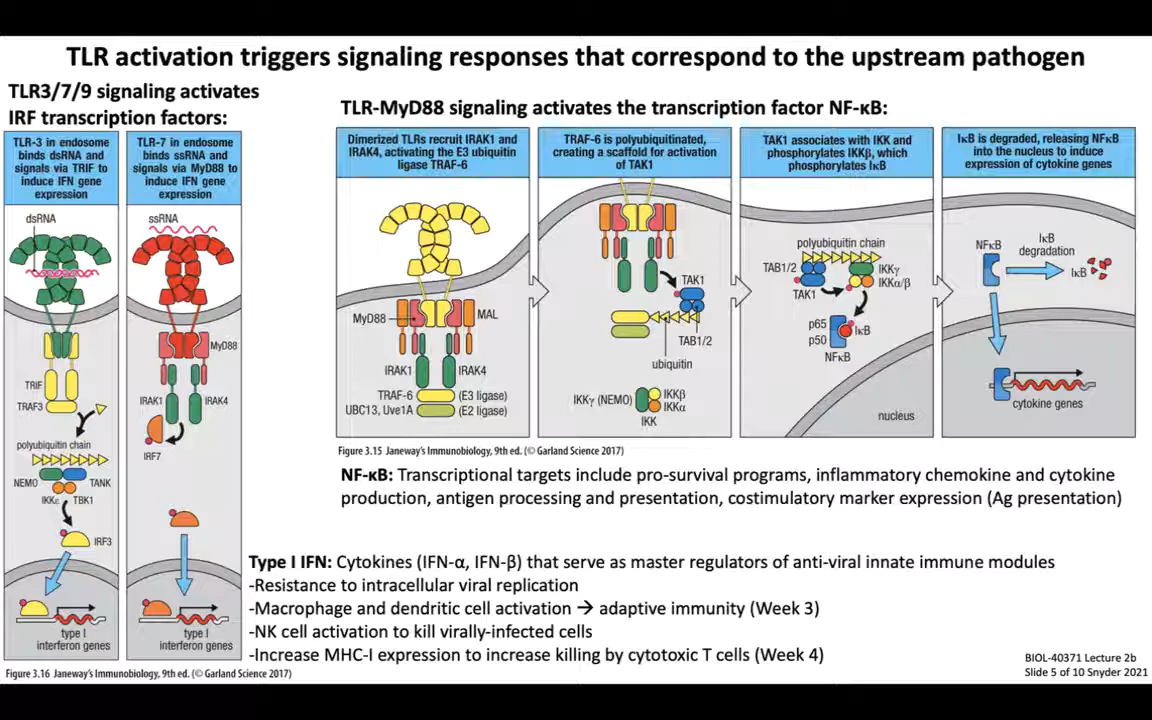 TLR activation triggers signaling responses that correspond to the upstream pathogen
TLR3/7/9 signaling activates
IRF transcription factors:
TLR-3 in endosome
binds dsRNA and
signals via TRIF to
induce IFN gene
expression
TLR-7 in endosome
binds ssRNA and
signals via MyD88 to
induce IFN gene
expression
dsRNA
ssRNA
MyD88
TRIF
TRAF3
IRAK1
IRAK4
polyubiquitin chain
IRF7
NEMO
TANK
IKKε
TBK1
IRF3
type I
interferon genes
type I
interferon genes
Figure 3.16 Janeway's Immunobiology, 9th ed. (© Garland Science 2017)
TLR-MyD88 signaling activates the transcription factor NF-κB:
Dimerized TLRs recruit IRAK1 and
IRAK4, activating the E3 ubiquitin
ligase TRAF-6
TRAF-6 is polyubiquitinated,
creating a scaffold for activation
of TAK1
TAK1 associates with IKK and
phosphorylates IKKβ, which
phosphorylates IκB
IκB is degraded, releasing NFκB
into the nucleus to induce
expression of cytokine genes
MyD88
MAL
IRAK1
IRAK4
TRAF-6
(E3 ligase)
UBC13, Uve1A
(E2 ligase)
TAK1
TAB1/2
ubiquitin
IKKγ (NEMO)
IKKβ
IKKα
IKK
polyubiquitin chain
TAB1/2
TAK1
IKKγ
IKKα/β
p65
p50
IκB
NFκB
nucleus
NFκB
IκB
degradation
IκB
cytokine genes
Figure 3.15 Janeway's Immunobiology, 9th ed. (© Garland Science 2017)
NF-κB: Transcriptional targets include pro-survival programs, inflammatory chemokine and cytokine
production, antigen processing and presentation, costimulatory marker expression (Ag presentation)
Type I IFN: Cytokines (IFN-α, IFN-β) that serve as master regulators of anti-viral innate immune modules
-Resistance to intracellular viral replication
-Macrophage and dendritic cell activation → adaptive immunity (Week 3)
-NK cell activation to kill virally-infected cells
-Increase MHC-I expression to increase killing by cytotoxic T cells (Week 4)
BIOL-40371 Lecture 2b
Slide 5 of 10 Snyder 2021